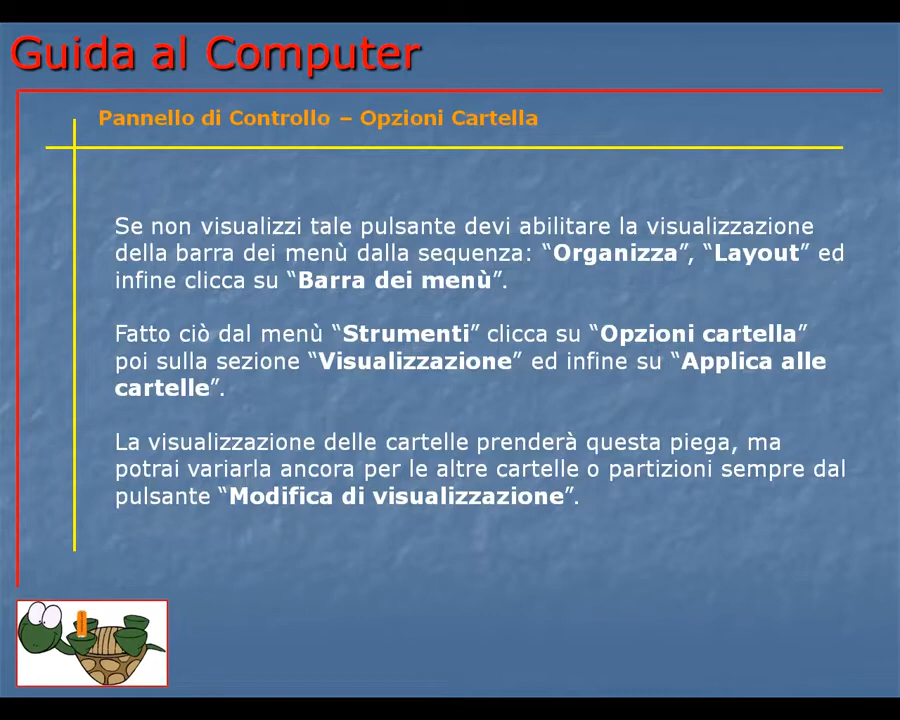 Guida al Computer
Pannello di Controllo – Opzioni Cartella
Se non visualizzi tale pulsante devi abilitare la visualizzazione
della barra dei menù dalla sequenza: “Organizza”, “Layout” ed
infine clicca su “Barra dei menù”.
Fatto ciò dal menù “Strumenti” clicca su “Opzioni cartella”
poi sulla sezione “Visualizzazione” ed infine su “Applica alle
cartelle”.
La visualizzazione delle cartelle prenderà questa piega, ma
potrai variarla ancora per le altre cartelle o partizioni sempre dal
pulsante “Modifica di visualizzazione”.